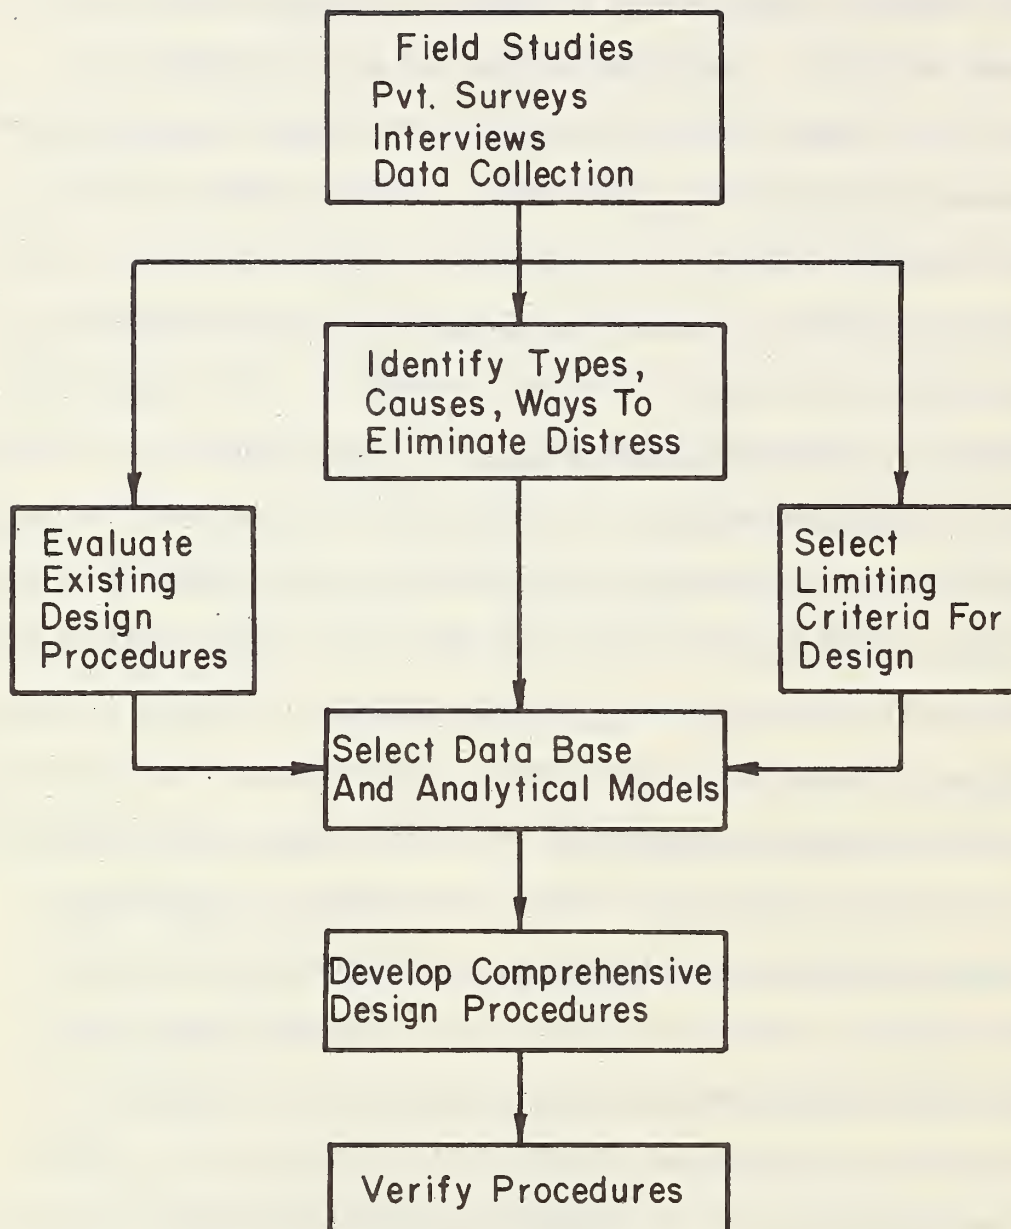 Field Studies
Pvt. Surveys
Interviews
Data Collection
Identify Types,
Causes, Ways To
Eliminate Distress
Evaluate
Existing
Design
Procedures
Select
Limiting
Criteria For
Design
Select Data Base
And Analytical Models
Develop Comprehensive
Design Procedures
Verify Procedures